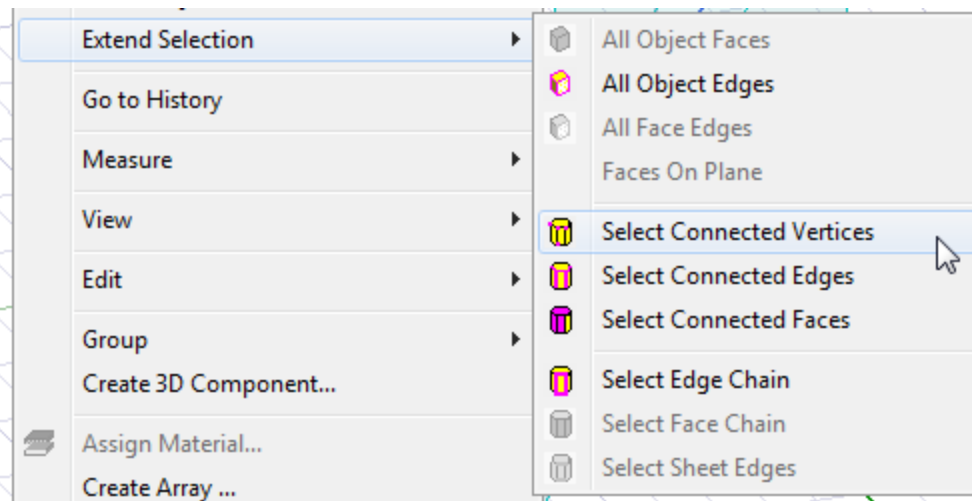 Extend Selection
Go to History
Measure
View
Edit
Group
Create 3D Component...
Assign Material...
Create Array ...
All Object Faces
All Object Edges
All Face Edges
Faces On Plane
Select Connected Vertices
Select Connected Edges
Select Connected Faces
Select Edge Chain
Select Face Chain
Select Sheet Edges